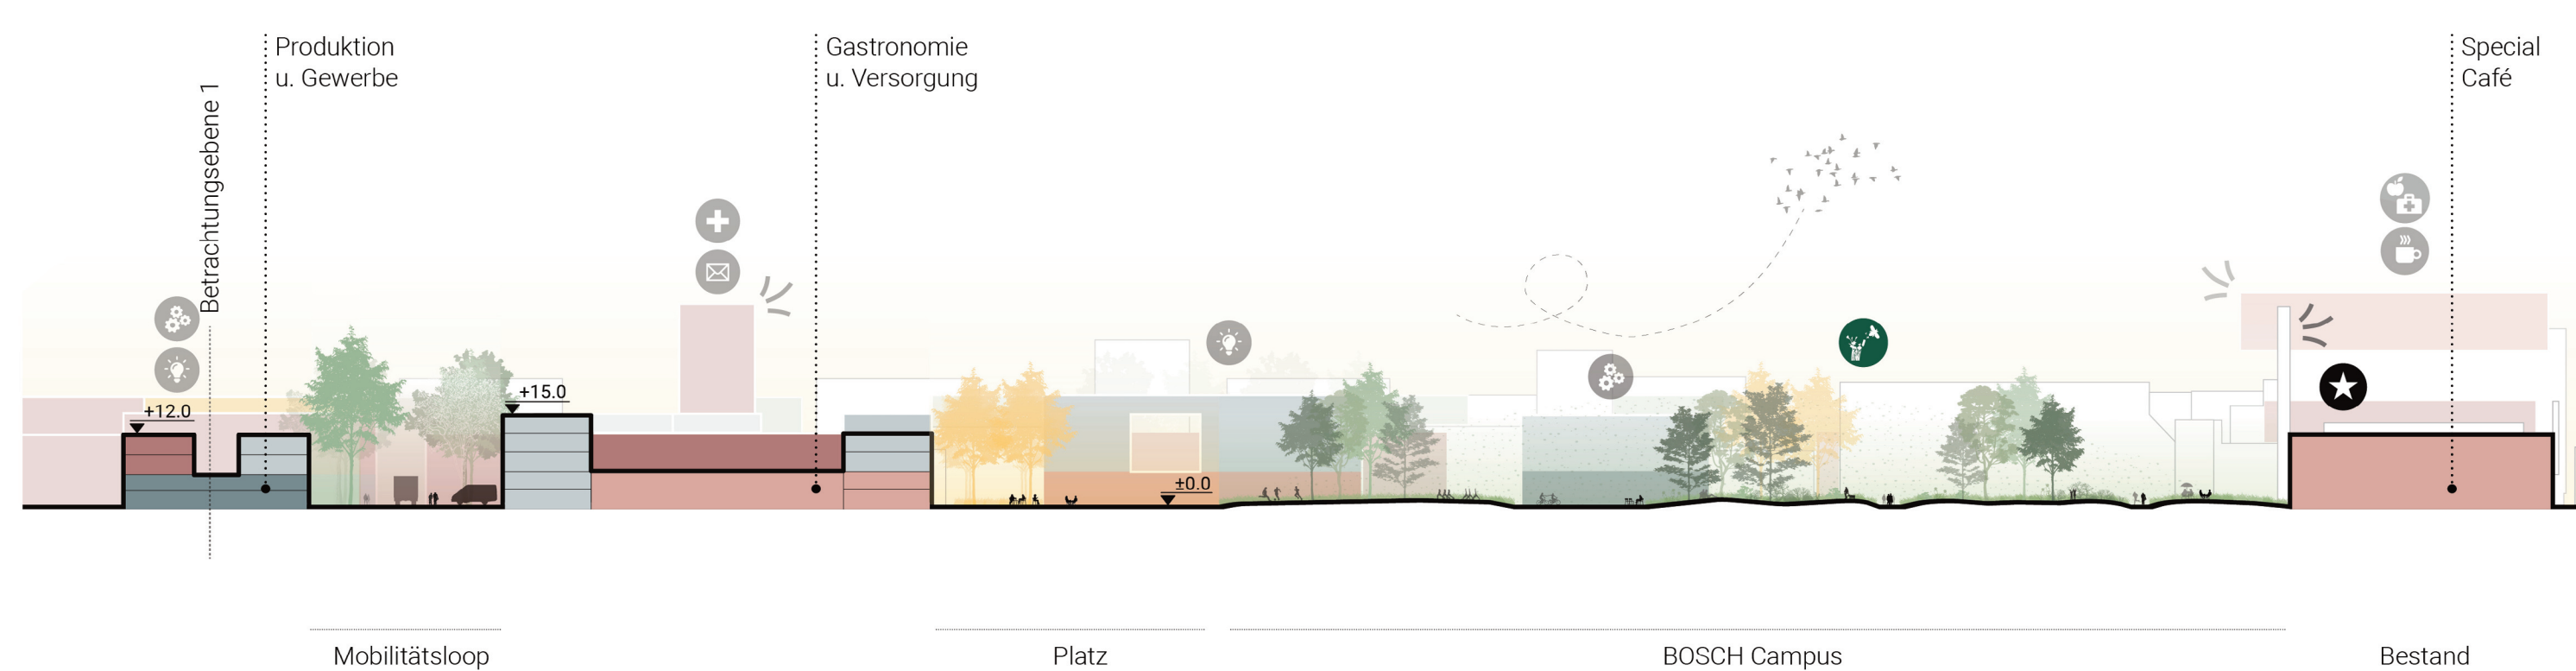 Produktion
u. Gewerbe
Gastronomie
u. Versorgung
Special
Café
Betrachtungsebene 1
+12.0
+15.0
±0.0
Mobilitätsloop
Platz
BOSCH Campus
Bestand